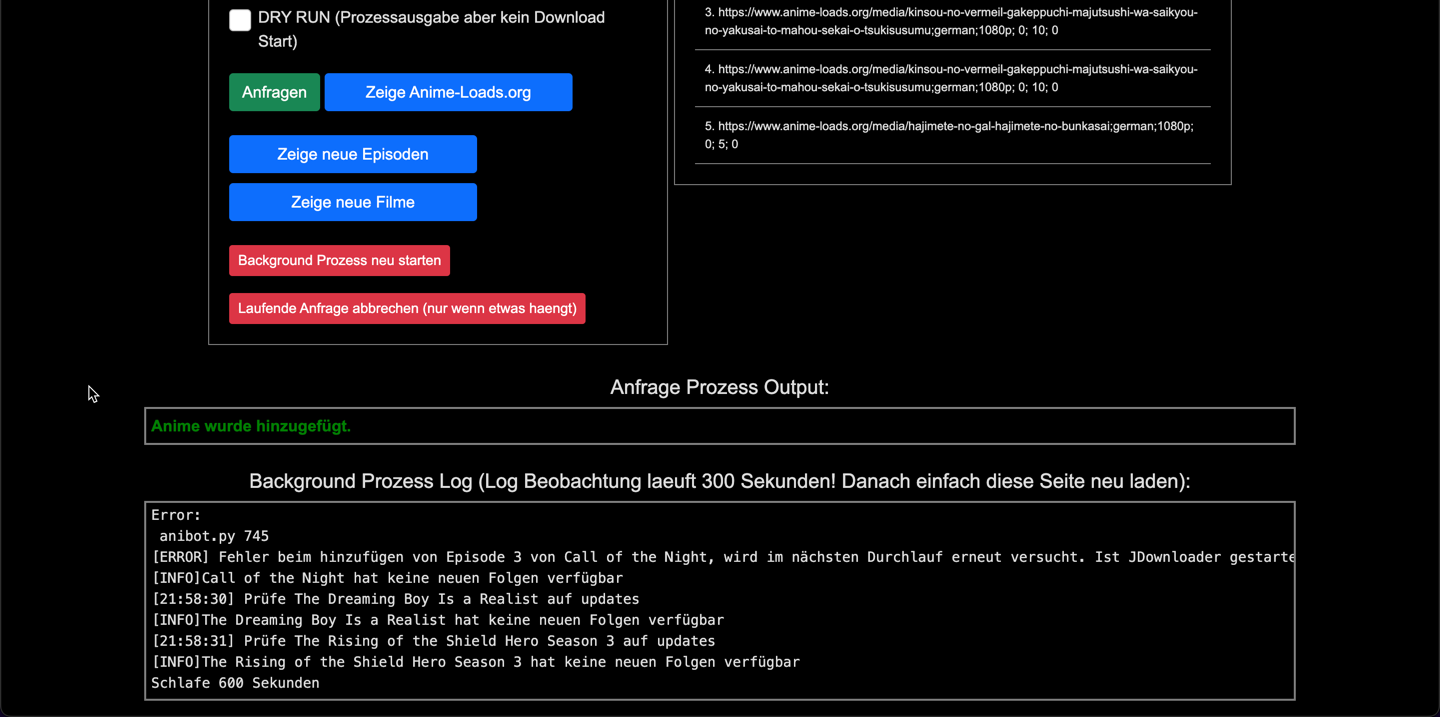 DRY RUN (Prozessausgabe aber kein Download
Start)
Anfragen
Zeige Anime-Loads.org
Zeige neue Episoden
Zeige neue Filme
Background Prozess neu starten
Laufende Anfrage abbrechen (nur wenn etwas haengt)
3. https://www.anime-loads.org/media/kinsou-no-vermeil-gakeppuchi-majutsushi-wa-saikyou-
no-yakusai-to-mahou-sekai-o-tsukisusumu;german;1080p; 0; 10; 0
4. https://www.anime-loads.org/media/kinsou-no-vermeil-gakeppuchi-majutsushi-wa-saikyou-
no-yakusai-to-mahou-sekai-o-tsukisusumu;german;1080p; 0; 10; 0
5. https://www.anime-loads.org/media/hajimete-no-gal-hajimete-no-bunkasai;german;1080p;
0; 5; 0
Anfrage Prozess Output:
Anime wurde hinzugefügt.
Background Prozess Log (Log Beobachtung laeuft 300 Sekunden! Danach einfach diese Seite neu laden):
Error:
anibot.py 745
[ERROR] Fehler beim hinzufügen von Episode 3 von Call of the Night, wird im nächsten Durchlauf erneut versucht. Ist JDownloader gestarte
[INFO]Call of the Night hat keine neuen Folgen verfügbar
[21:58:30] Prüfe The Dreaming Boy Is a Realist auf updates
[INFO]The Dreaming Boy Is a Realist hat keine neuen Folgen verfügbar
[21:58:31] Prüfe The Rising of the Shield Hero Season 3 auf updates
[INFO]The Rising of the Shield Hero Season 3 hat keine neuen Folgen verfügbar
Schlafe 600 Sekunden